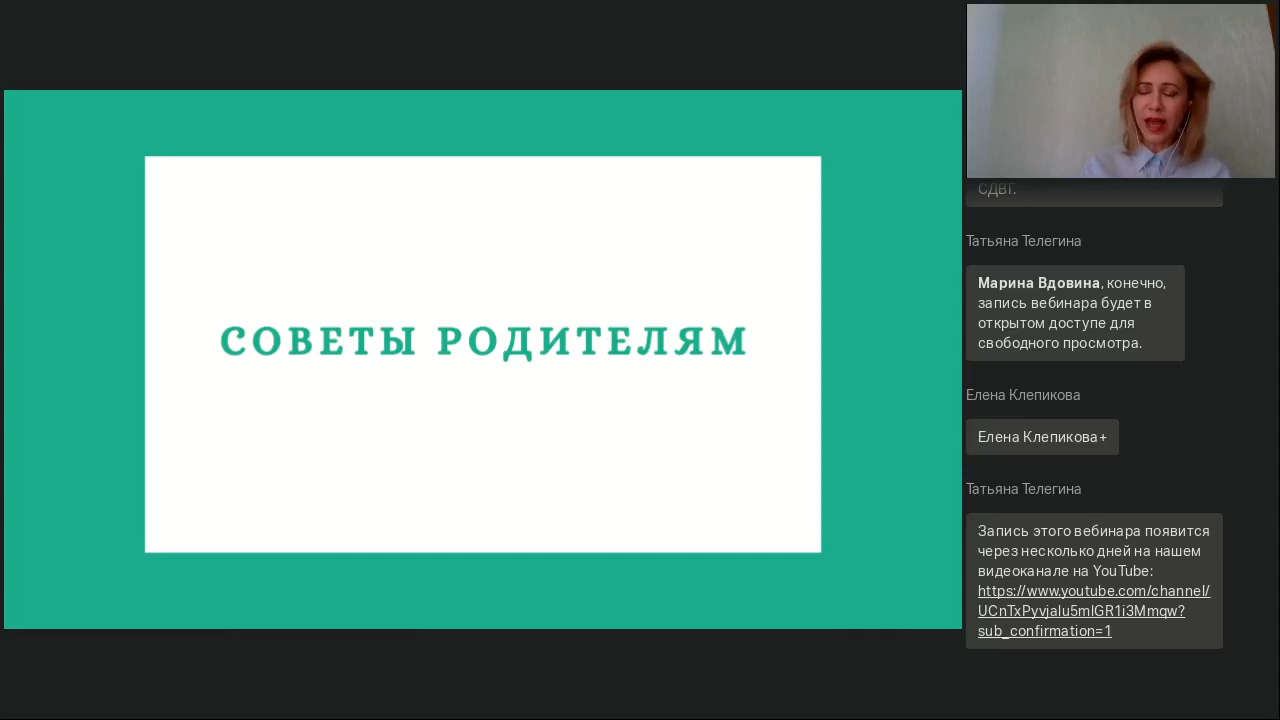 СОВЕТЫ РОДИТЕЛЯМ
СДВГ.
Татьяна Телегина
Марина Вдовина, конечно,
запись вебинара будет в
открытом доступе для
свободного просмотра.
Елена Клепикова
Елена Клепикова+
Татьяна Телегина
Запись этого вебинара появится
через несколько дней на нашем
видеоканале на YouTube:
https://www.youtube.com/channel/
UCnTxPyvjalu5mlGR1i3Mmqw?
sub_confirmation=1